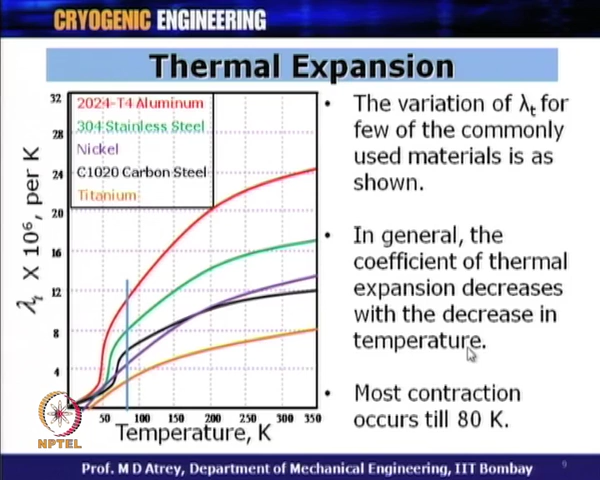 CRYOGENIC ENGINEERING
Thermal Expansion
32
28
24
20
16
12
8
4
λt X 10⁶, per K
2024-T4 Aluminum
304 Stainless Steel
Nickel
C1020 Carbon Steel
Titanium
50 100 150 200 250 300 350
Temperature, K
NPTEL
• The variation of λt for
few of the commonly
used materials is as
shown.
• In general, the
coefficient of thermal
expansion decreases
with the decrease in
temperature.
• Most contraction
occurs till 80 K.
Prof. M D Atrey, Department of Mechanical Engineering, IIT Bombay
9